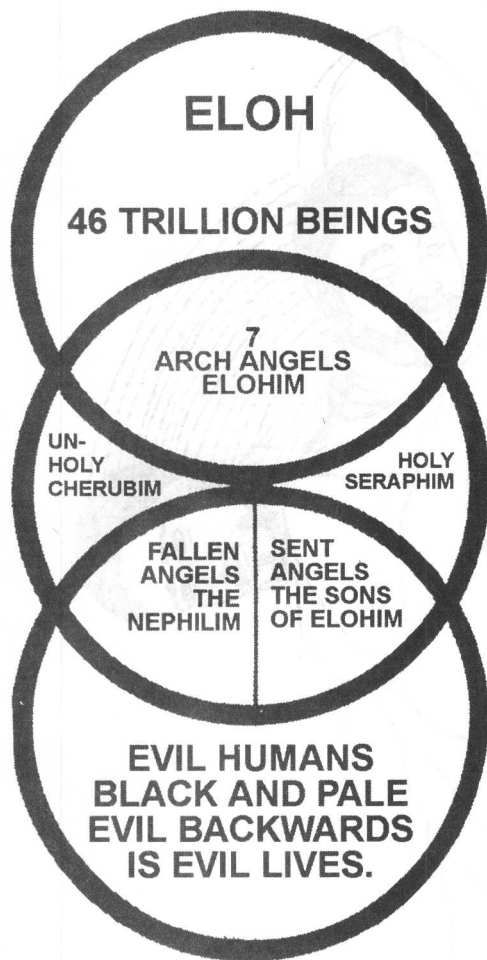 ELOH
46 TRILLION BEINGS
7
ARCH ANGELS
ELOHIM
UN-
HOLY
CHERUBIM
HOLY
SERAPHIM
FALLEN
ANGELS
THE
NEPHILIM
SENT
ANGELS
THE SONS
OF ELOHIM
EVIL HUMANS
BLACK AND PALE
EVIL BACKWARDS
IS EVIL LIVES.